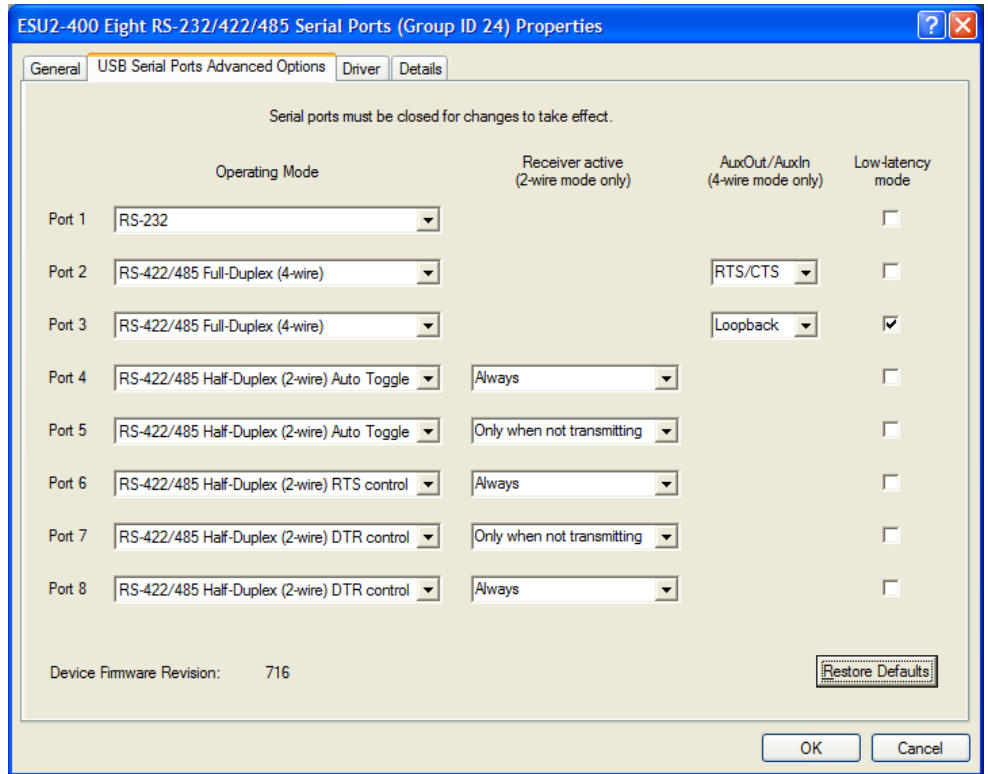 ESU2-400 Eight RS-232/422/485 Serial Ports (Group ID 24) Properties
General USB Serial Ports Advanced Options Driver Details
Serial ports must be closed for changes to take effect.
Operating Mode Receiver active (2-wire mode only) AuxOut/AuxIn (4-wire mode only) Low-latency mode
Port 1 RS-232
Port 2 RS-422/485 Full-Duplex (4-wire) RTS/CTS
Port 3 RS-422/485 Full-Duplex (4-wire) Loopback
Port 4 RS-422/485 Half-Duplex (2-wire) Auto Toggle Always
Port 5 RS-422/485 Half-Duplex (2-wire) Auto Toggle Only when not transmitting
Port 6 RS-422/485 Half-Duplex (2-wire) RTS control Always
Port 7 RS-422/485 Half-Duplex (2-wire) DTR control Only when not transmitting
Port 8 RS-422/485 Half-Duplex (2-wire) DTR control Always
Device Firmware Revision: 716 Restore Defaults
OK Cancel